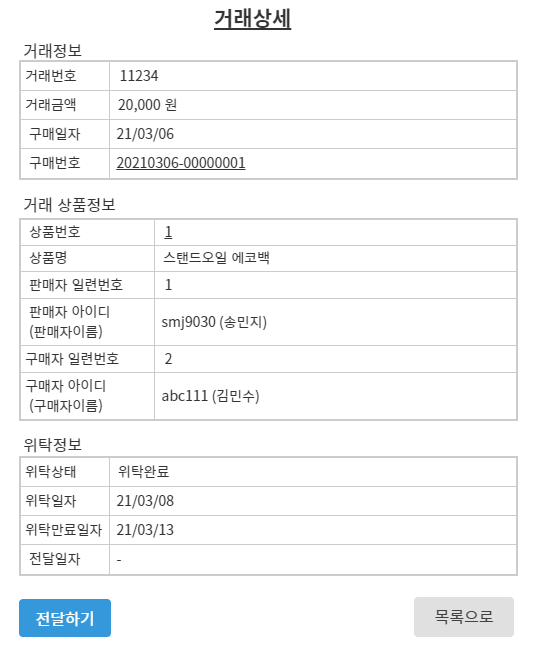 거래상세
거래정보
거래번호 11234
거래금액 20,000 원
구매일자 21/03/06
구매번호 20210306-00000001
거래 상품정보
상품번호 1
상품명 스탠드오일 에코백
판매자 일련번호 1
판매자 아이디
(판매자이름) smj9030 (송민지)
구매자 일련번호 2
구매자 아이디
(구매자이름) abc111 (김민수)
위탁정보
위탁상태 위탁완료
위탁일자 21/03/08
위탁만료일자 21/03/13
전달일자 -
전달하기 목록으로